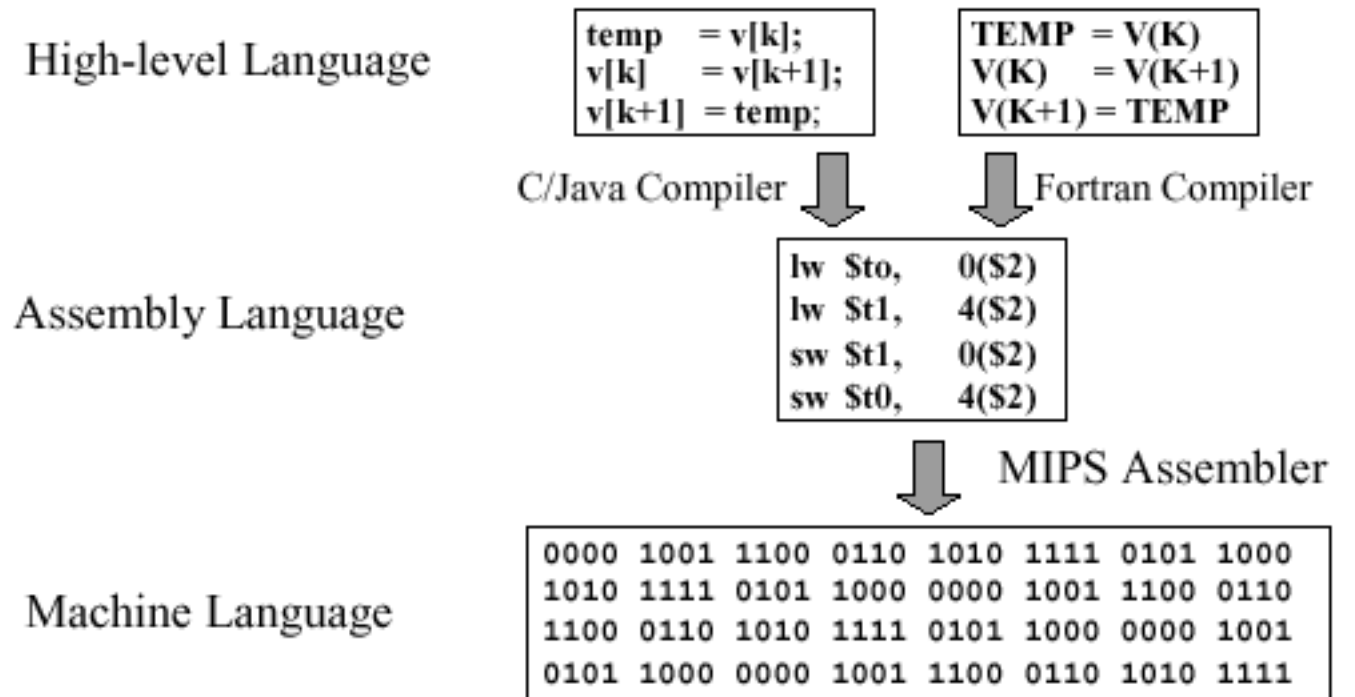 High-level Language
temp = v[k];
v[k] = v[k+1];
v[k+1] = temp;
TEMP = V(K)
V(K) = V(K+1)
V(K+1) = TEMP
C/Java Compiler
Fortran Compiler
Assembly Language
lw $to, 0($2)
lw $t1, 4($2)
sw $t1, 0($2)
sw $t0, 4($2)
MIPS Assembler
Machine Language
0000 1001 1100 0110 1010 1111 0101 1000
1010 1111 0101 1000 0000 1001 1100 0110
1100 0110 1010 1111 0101 1000 0000 1001
0101 1000 0000 1001 1100 0110 1010 1111